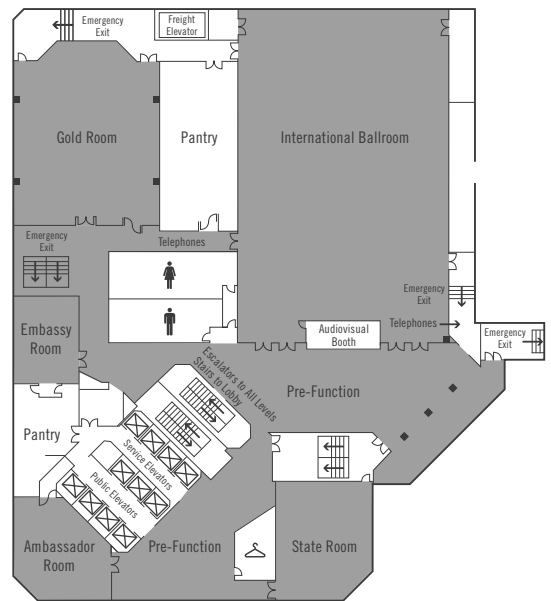 Emergency
Exit
Freight
Elevator
Gold Room
Pantry
International Ballroom
Emergency
Exit
Telephones
Emergency
Exit
Telephones
Emergency
Exit
Audiovisual
Booth
Embassy
Room
Escalators to All Levels
Stairs to Lobby
Pre-Function
Pantry
Service Elevators
Public Elevators
Ambassador
Room
Pre-Function
State Room